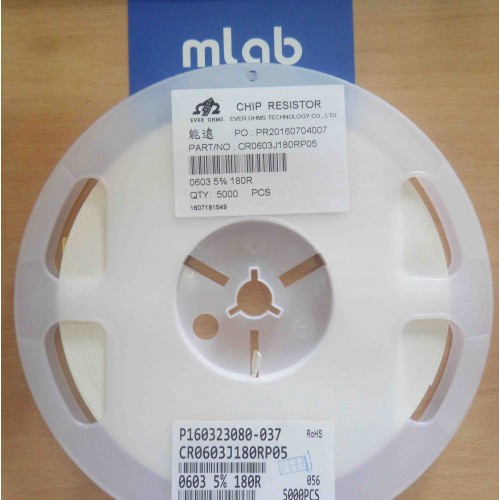 mlab
EVER OHMS
CHIP RESISTOR
EVER OHMS TECHNOLOGY CO., LTD.
能遠 PO : PR20160704007
PART/NO : CR0603J180RP05
0603 5% 180R
QTY: 5000 PCS
1607191549
P160323080-037 RoHS
CR0603J180RP05
0603 5% 180R 056
5000PCS